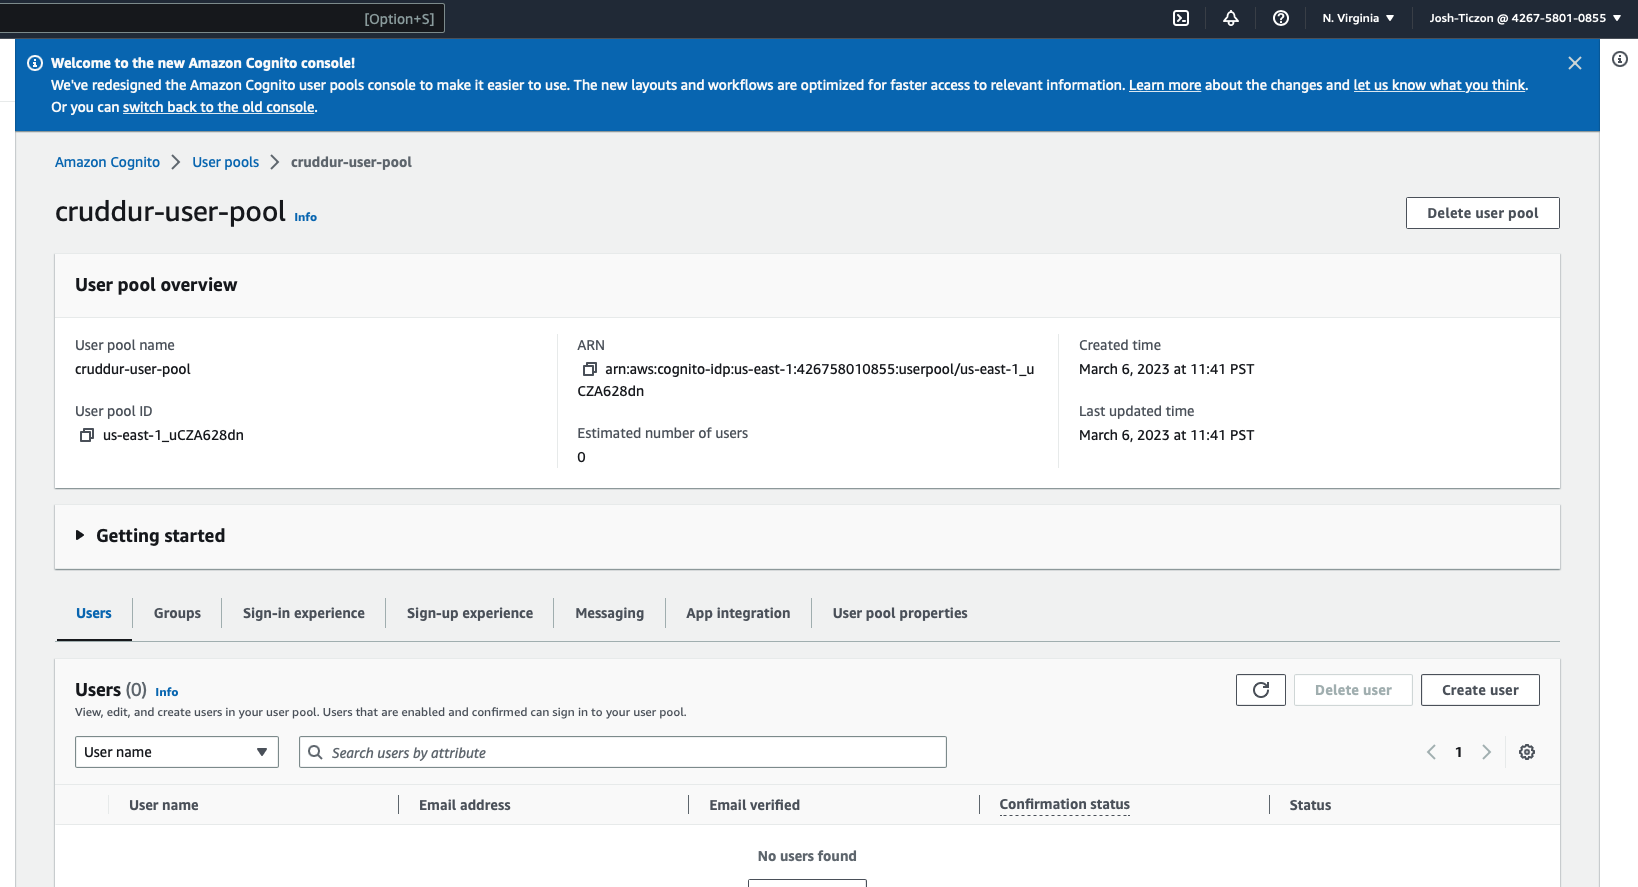 [Option+S]
N. Virginia
Josh-Ticzon @ 4267-5801-0855
Welcome to the new Amazon Cognito console!
We've redesigned the Amazon Cognito user pools console to make it easier to use. The new layouts and workflows are optimized for faster access to relevant information. Learn more about the changes and let us know what you think.
Or you can switch back to the old console.
Amazon Cognito > User pools > cruddur-user-pool
cruddur-user-pool Info
Delete user pool
User pool overview
User pool name
cruddur-user-pool
User pool ID
us-east-1_uCZA628dn
ARN
arn:aws:cognito-idp:us-east-1:426758010855:userpool/us-east-1_u
CZA628dn
Estimated number of users
0
Created time
March 6, 2023 at 11:41 PST
Last updated time
March 6, 2023 at 11:41 PST
Getting started
Users
Groups
Sign-in experience
Sign-up experience
Messaging
App integration
User pool properties
Users (0) Info
View, edit, and create users in your user pool. Users that are enabled and confirmed can sign in to your user pool.
Delete user
Create user
User name
Search users by attribute
1
User name
Email address
Email verified
Confirmation status
Status
No users found